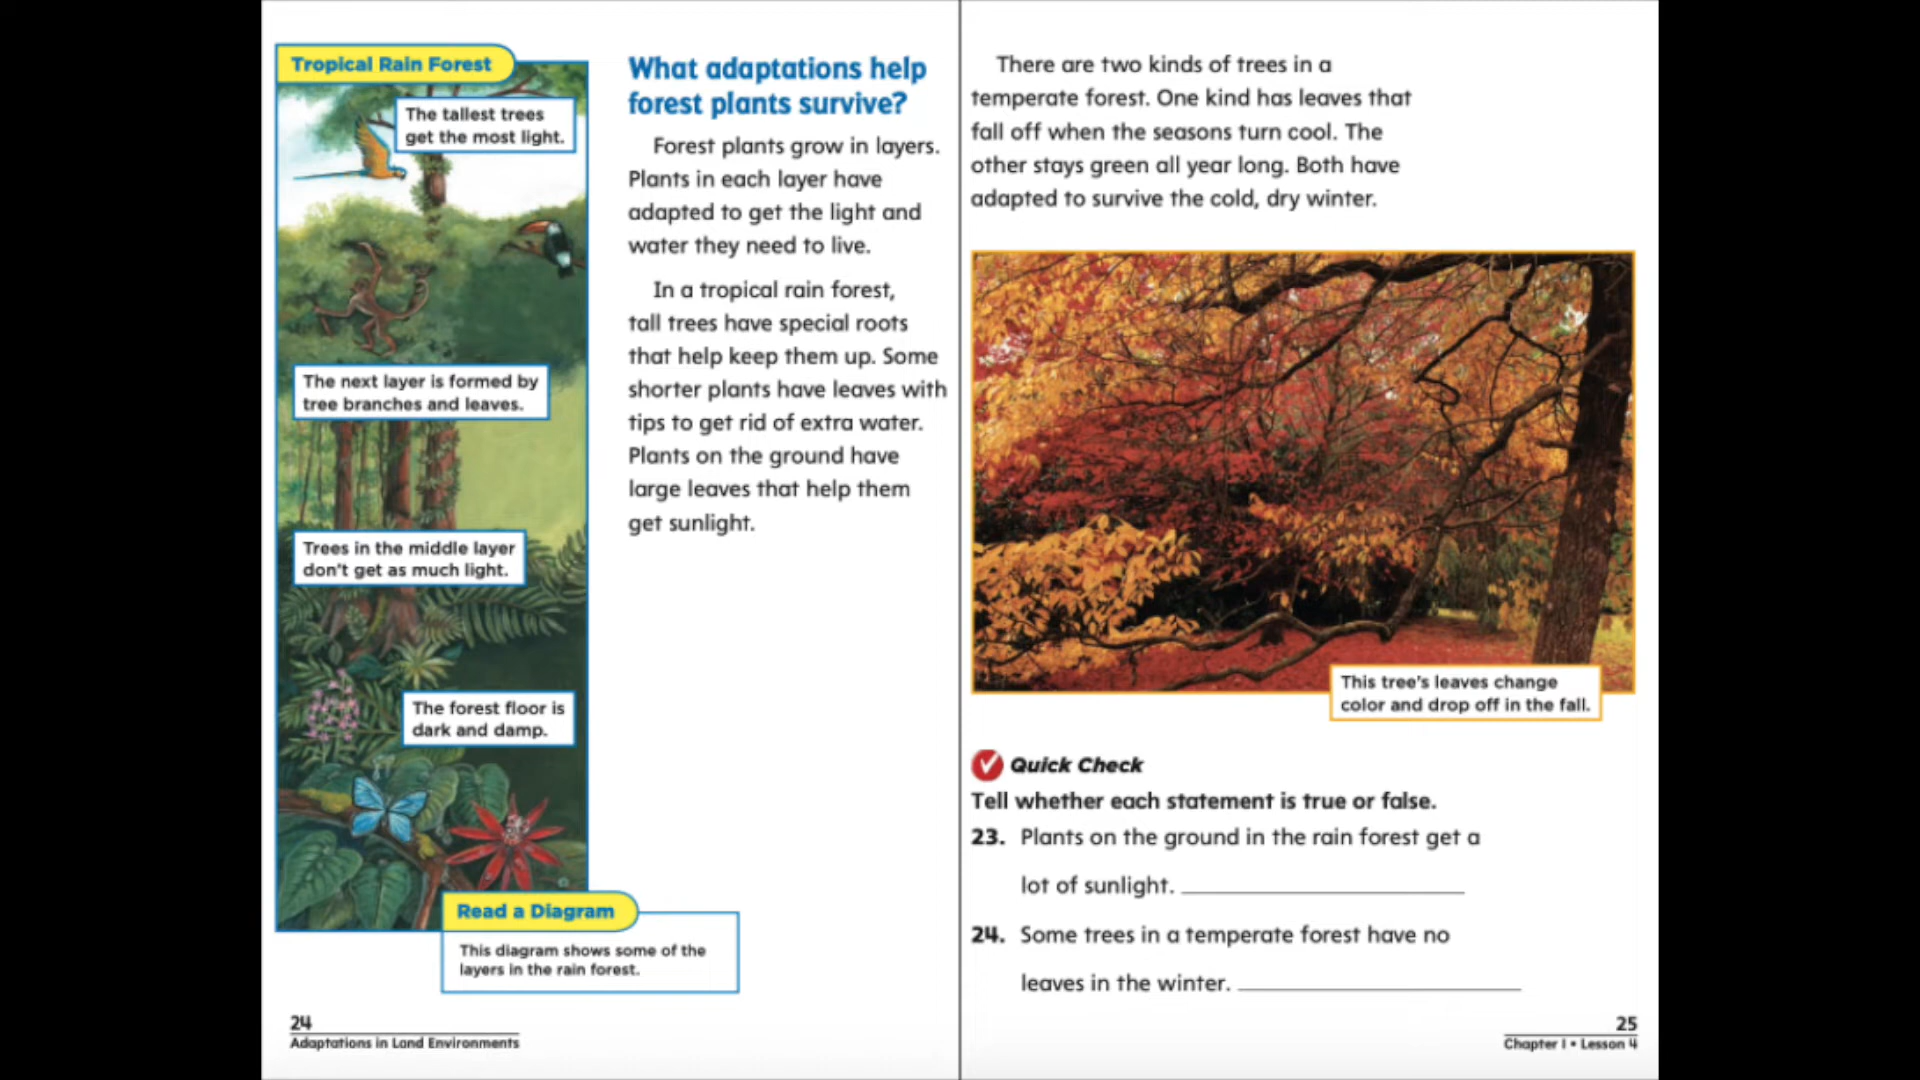 Tropical Rain Forest
The tallest trees
get the most light.
The next layer is formed by
tree branches and leaves.
Trees in the middle layer
don't get as much light.
The forest floor is
dark and damp.
Read a Diagram
This diagram shows some of the
layers in the rain forest.
What adaptations help
forest plants survive?
Forest plants grow in layers.
Plants in each layer have
adapted to get the light and
water they need to live.
In a tropical rain forest,
tall trees have special roots
that help keep them up. Some
shorter plants have leaves with
tips to get rid of extra water.
Plants on the ground have
large leaves that help them
get sunlight.
24
Adaptations in Land Environments
There are two kinds of trees in a
temperate forest. One kind has leaves that
fall off when the seasons turn cool. The
other stays green all year long. Both have
adapted to survive the cold, dry winter.
This tree's leaves change
color and drop off in the fall.
Quick Check
Tell whether each statement is true or false.
23. Plants on the ground in the rain forest get a
lot of sunlight.
24. Some trees in a temperate forest have no
leaves in the winter.
25
Chapter 1 • Lesson 4